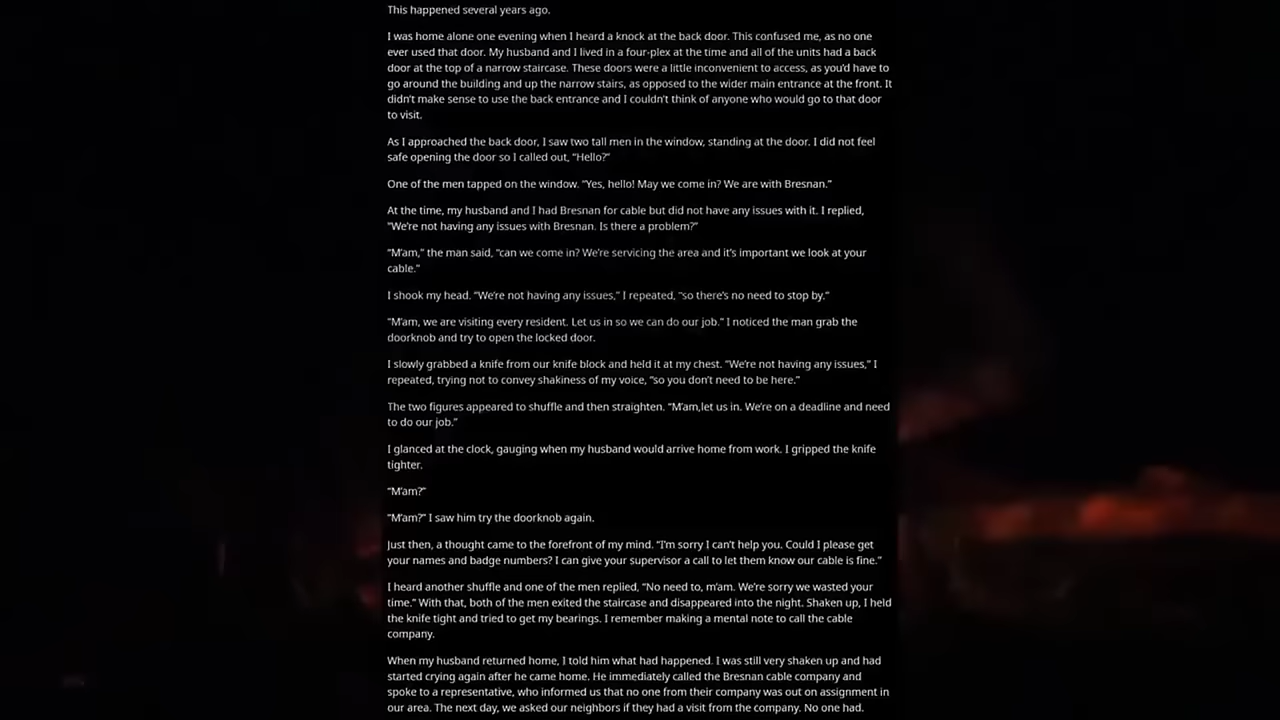 This happened several years ago.
I was home alone one evening when I heard a knock at the back door. This confused me, as no one
ever used that door. My husband and I lived in a four-plex at the time and all of the units had a back
door at the top of a narrow staircase. These doors were a little inconvenient to access, as you'd have to
go around the building and up the narrow stairs, as opposed to the wider main entrance at the front. It
didn't make sense to use the back entrance and I couldn't think of anyone who would go to that door
to visit.
As I approached the back door, I saw two tall men in the window, standing at the door. I did not feel
safe opening the door so I called out, “Hello?”
One of the men tapped on the window. “Yes, hello! May we come in? We are with Bresnan.”
At the time, my husband and I had Bresnan for cable but did not have any issues with it. I replied,
“We're not having any issues with Bresnan. Is there a problem?”
“M'am,” the man said, “can we come in? We're servicing the area and it's important we look at your
cable.”
I shook my head. “We're not having any issues,” I repeated, “so there's no need to stop by.”
“M'am, we are visiting every resident. Let us in so we can do our job.” I noticed the man grab the
doorknob and try to open the locked door.
I slowly grabbed a knife from our knife block and held it at my chest. “We're not having any issues,” I
repeated, trying not to convey shakiness of my voice, “so you don't need to be here.”
The two figures appeared to shuffle and then straighten. “M'am,let us in. We're on a deadline and need
to do our job.”
I glanced at the clock, gauging when my husband would arrive home from work. I gripped the knife
tighter.
“M'am?”
“M'am?” I saw him try the doorknob again.
Just then, a thought came to the forefront of my mind. “I'm sorry I can't help you. Could I please get
your names and badge numbers? I can give your supervisor a call to let them know our cable is fine.”
I heard another shuffle and one of the men replied, “No need to, m'am. We're sorry we wasted your
time.” With that, both of the men exited the staircase and disappeared into the night. Shaken up, I held
the knife tight and tried to get my bearings. I remember making a mental note to call the cable
company.
When my husband returned home, I told him what had happened. I was still very shaken up and had
started crying again after he came home. He immediately called the Bresnan cable company and
spoke to a representative, who informed us that no one from their company was out on assignment in
our area. The next day, we asked our neighbors if they had a visit from the company. No one had.